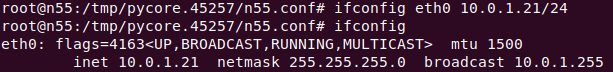 root@n55:/tmp/pycore.45257/n55.conf# ifconfig eth0 10.0.1.21/24
root@n55:/tmp/pycore.45257/n55.conf# ifconfig
eth0: flags=4163<UP,BROADCAST,RUNNING,MULTICAST>  mtu 1500
        inet 10.0.1.21  netmask 255.255.255.0  broadcast 10.0.1.255